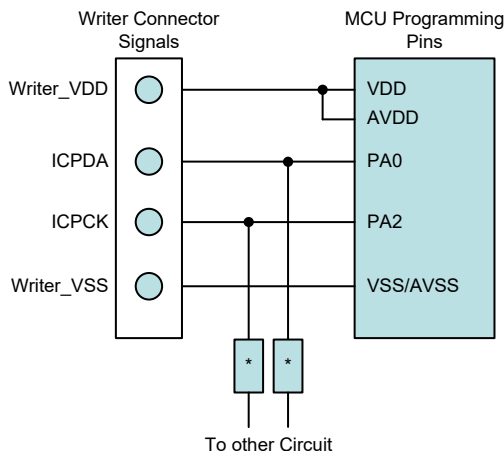 Writer Connector
Signals
MCU Programming
Pins
Writer_VDD
VDD
AVDD
ICPDA
PA0
ICPCK
PA2
Writer_VSS
VSS/AVSS
* *
To other Circuit